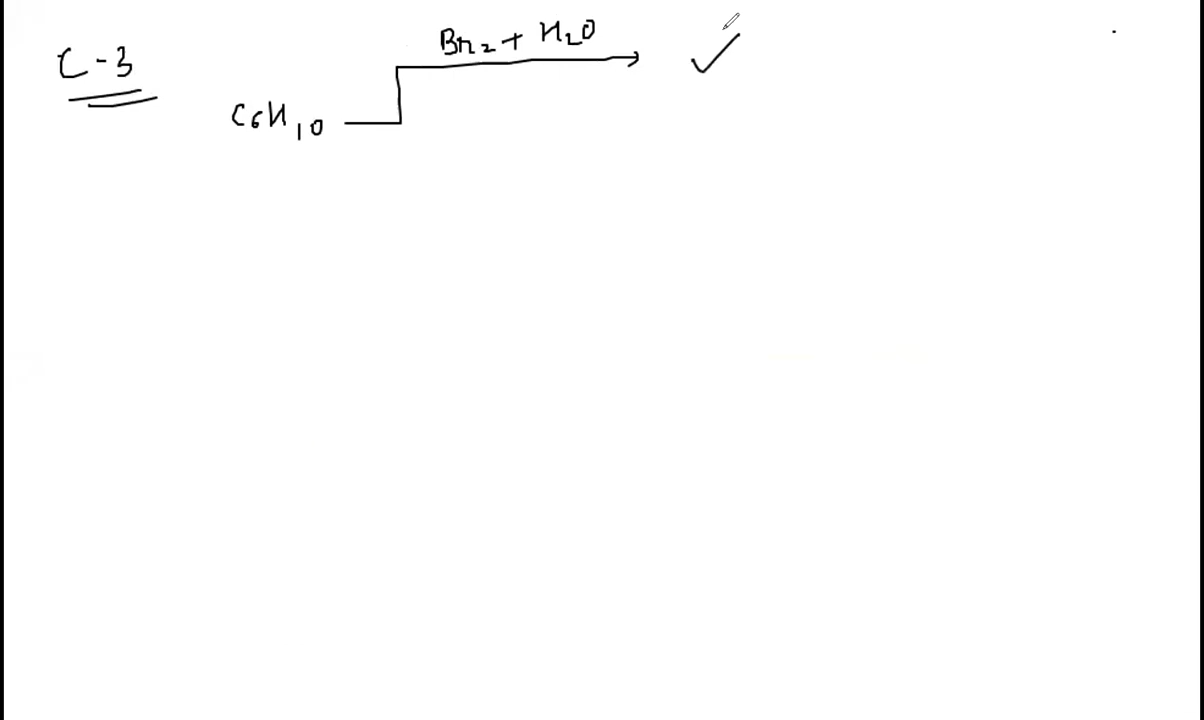 C-3
Br₂ + H₂O
C₆H₁₀